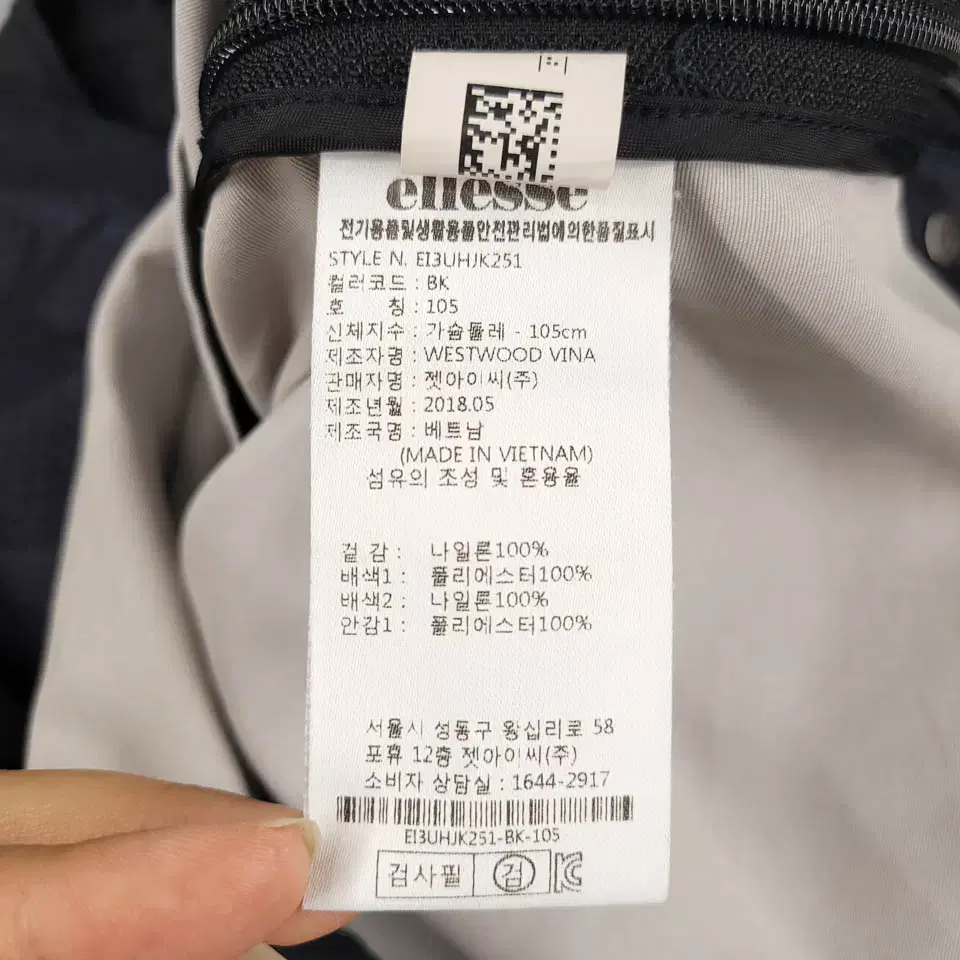 ellesse
전기용품및생활용품안전관리법에의한품질표시
STYLE N. EI3UHJK251
컬러코드 : BK
호 칭 : 105
신체지수 : 가슴둘레 - 105cm
제조자명 : WESTWOOD VINA
판매자명 : 젯아이씨(주)
제조년월 : 2018.05
제조국명 : 베트남
(MADE IN VIETNAM)
섬유의 조성 및 혼용율
겉 감 : 나일론100%
배색1 : 폴리에스터100%
배색2 : 나일론100%
안감1 : 폴리에스터100%
서울시 성동구 왕십리로 58
포휴 12층 젯아이씨(주)
소비자 상담실 : 1644-2917
EI3UHJK251-BK-105
검사필 검